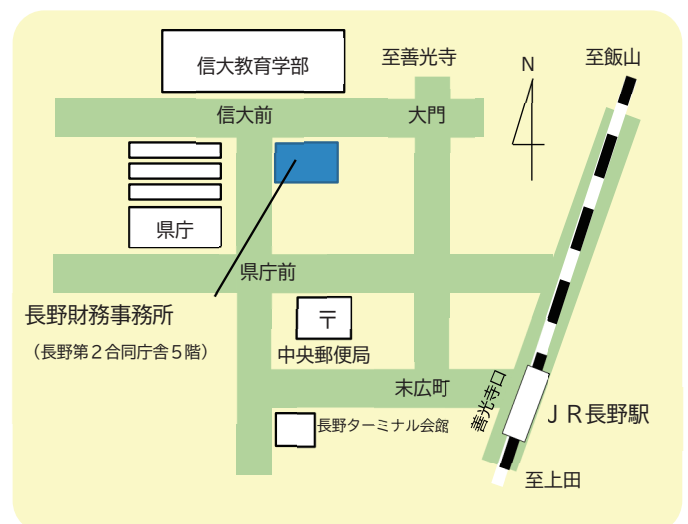 信大教育学部
至善光寺
N
至飯山
信大前
大門
県庁
県庁前
長野財務事務所
（長野第２合同庁舎５階）
〒
中央郵便局
末広町
善光寺口
ＪＲ長野駅
長野ターミナル会館
至上田